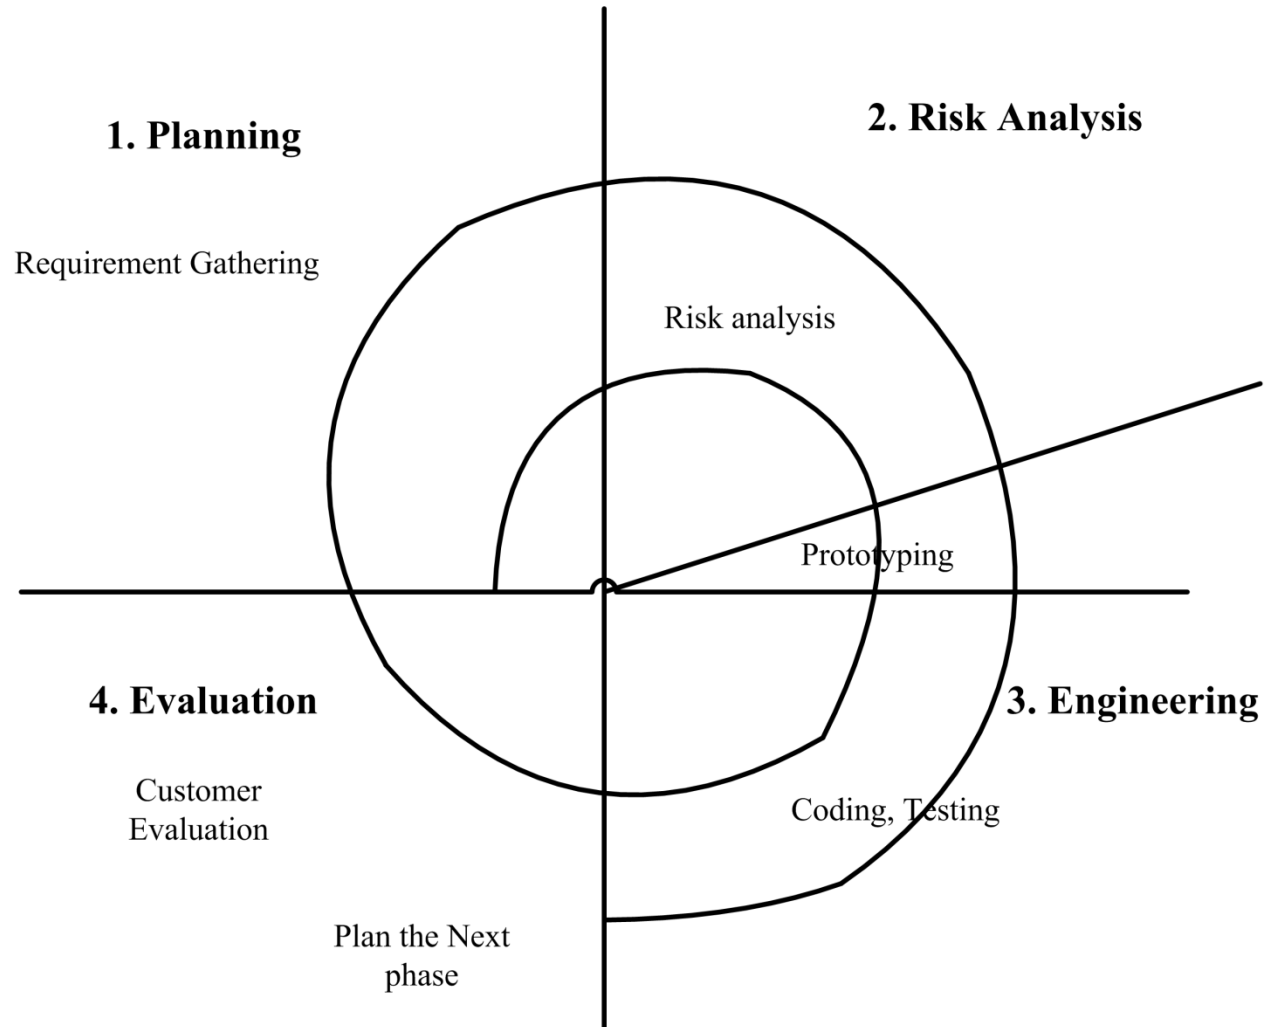 1. Planning
2. Risk Analysis
Requirement Gathering
Risk analysis
Prototyping
4. Evaluation
3. Engineering
Customer
Evaluation
Coding, Testing
Plan the Next
phase